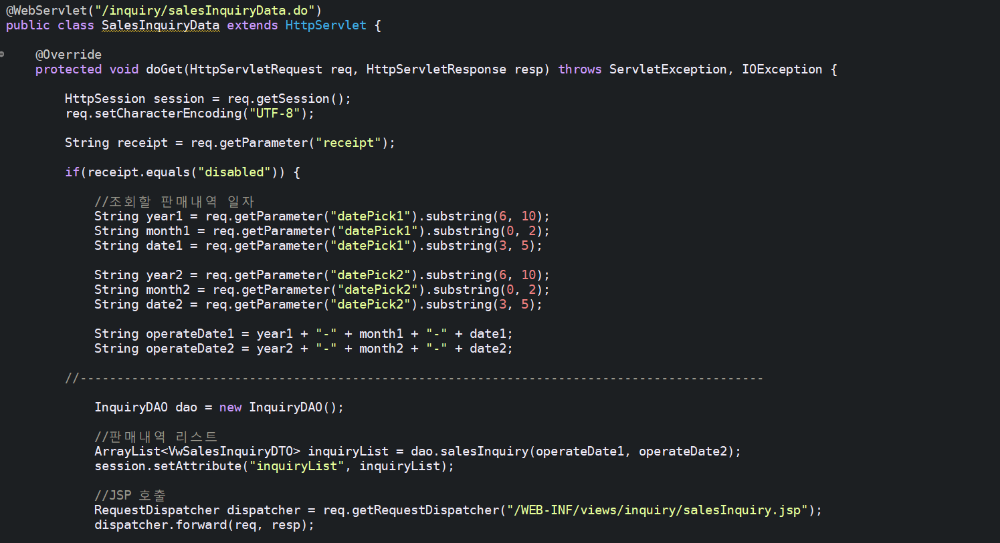 @WebServlet("/inquiry/salesInquiryData.do")
public class SalesInquiryData extends HttpServlet {
@Override
protected void doGet(HttpServletRequest req, HttpServletResponse resp) throws ServletException, IOException {
HttpSession session = req.getSession();
req.setCharacterEncoding("UTF-8");
String receipt = req.getParameter("receipt");
if(receipt.equals("disabled")) {
//조회할 판매내역 일자
String year1 = req.getParameter("datePick1").substring(6, 10);
String month1 = req.getParameter("datePick1").substring(0, 2);
String date1 = req.getParameter("datePick1").substring(3, 5);
String year2 = req.getParameter("datePick2").substring(6, 10);
String month2 = req.getParameter("datePick2").substring(0, 2);
String date2 = req.getParameter("datePick2").substring(3, 5);
String operateDate1 = year1 + "-" + month1 + "-" + date1;
String operateDate2 = year2 + "-" + month2 + "-" + date2;
//---------------------------------------------------------------------------------------------
InquiryDAO dao = new InquiryDAO();
//판매내역 리스트
ArrayList<VwSalesInquiryDTO> inquiryList = dao.salesInquiry(operateDate1, operateDate2);
session.setAttribute("inquiryList", inquiryList);
//JSP 호출
RequestDispatcher dispatcher = req.getRequestDispatcher("/WEB-INF/views/inquiry/salesInquiry.jsp");
dispatcher.forward(req, resp);